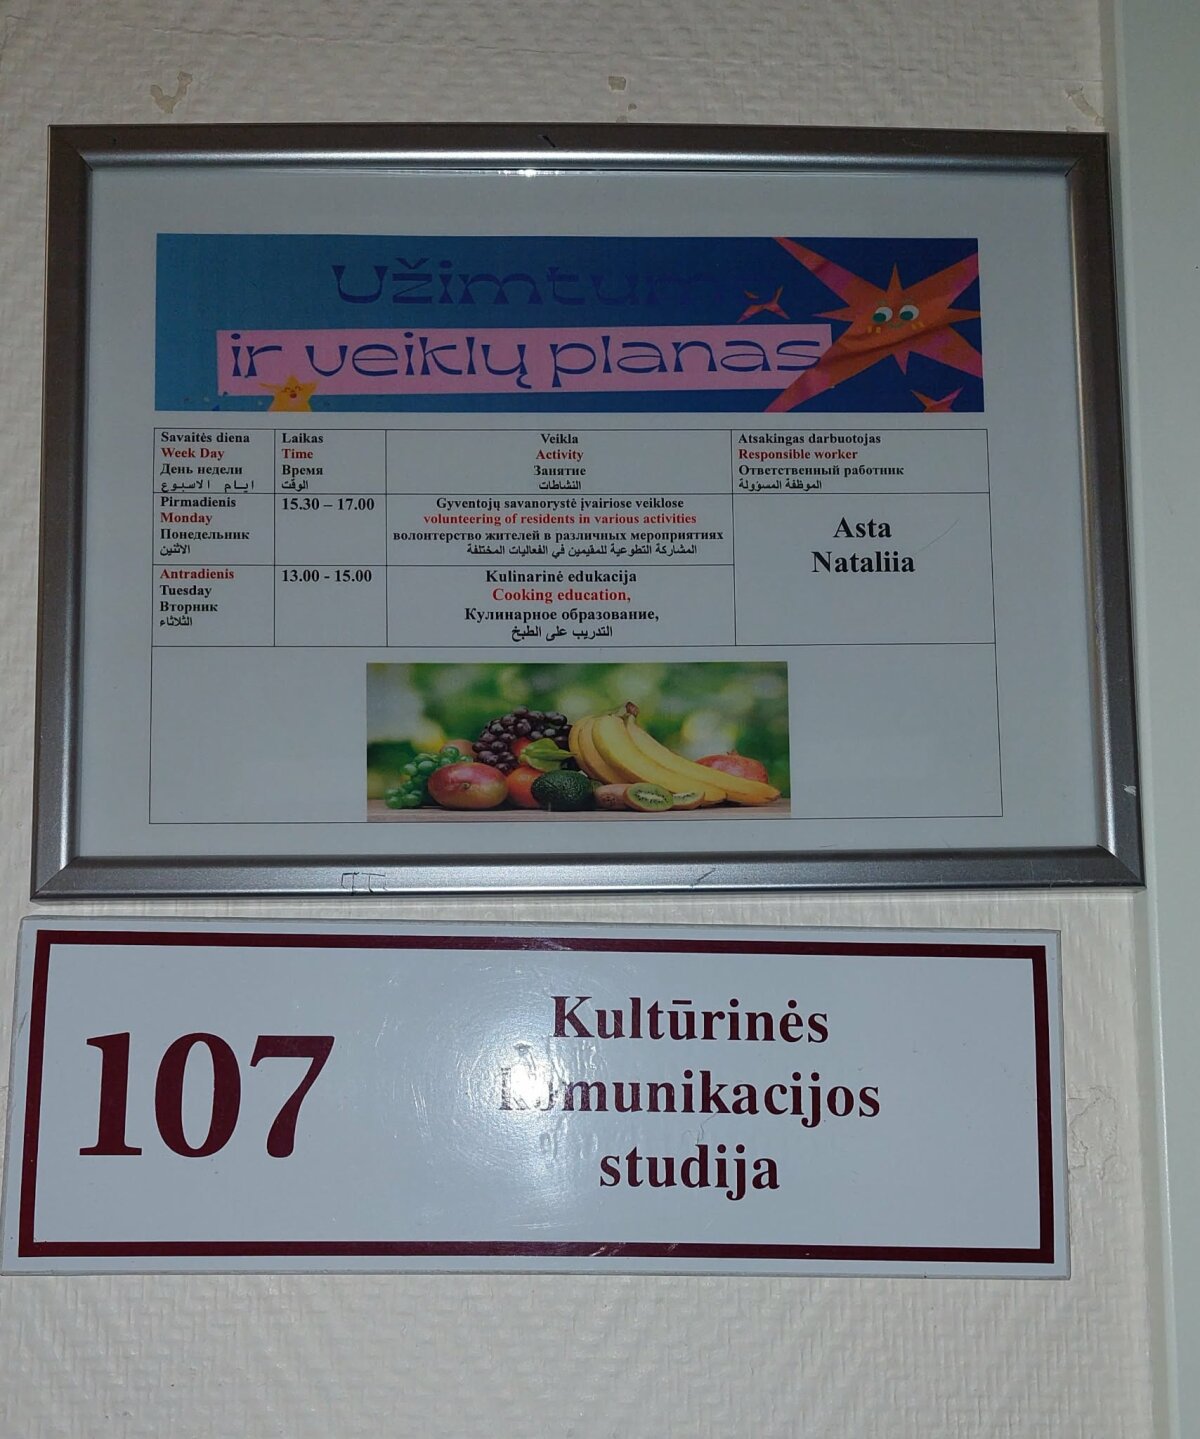 Užimtumo
ir veiklų planas
Savaitės diena
Week Day
День недели
ايام الاسبوع
Laikas
Time
Время
الوقت
Veikla
Activity
Занятие
النشاطات
Atsakingas darbuotojas
Responsible worker
Ответственный работник
الموظفة المسؤولة
Pirmadienis
Monday
Понедельник
الاثنين
15.30 – 17.00
Gyventojų savanorystė įvairiose veiklose
volunteering of residents in various activities
волонтерство жителей в различных мероприятиях
المشاركة التطوعية للمقيمين في الفعاليات المختلفة
Asta
Nataliia
Antradienis
Tuesday
Вторник
الثلاثاء
13.00 - 15.00
Kulinarinė edukacija
Cooking education,
Кулинарное образование,
التدريب على الطبخ
107
Kultūrinės
komunikacijos
studija